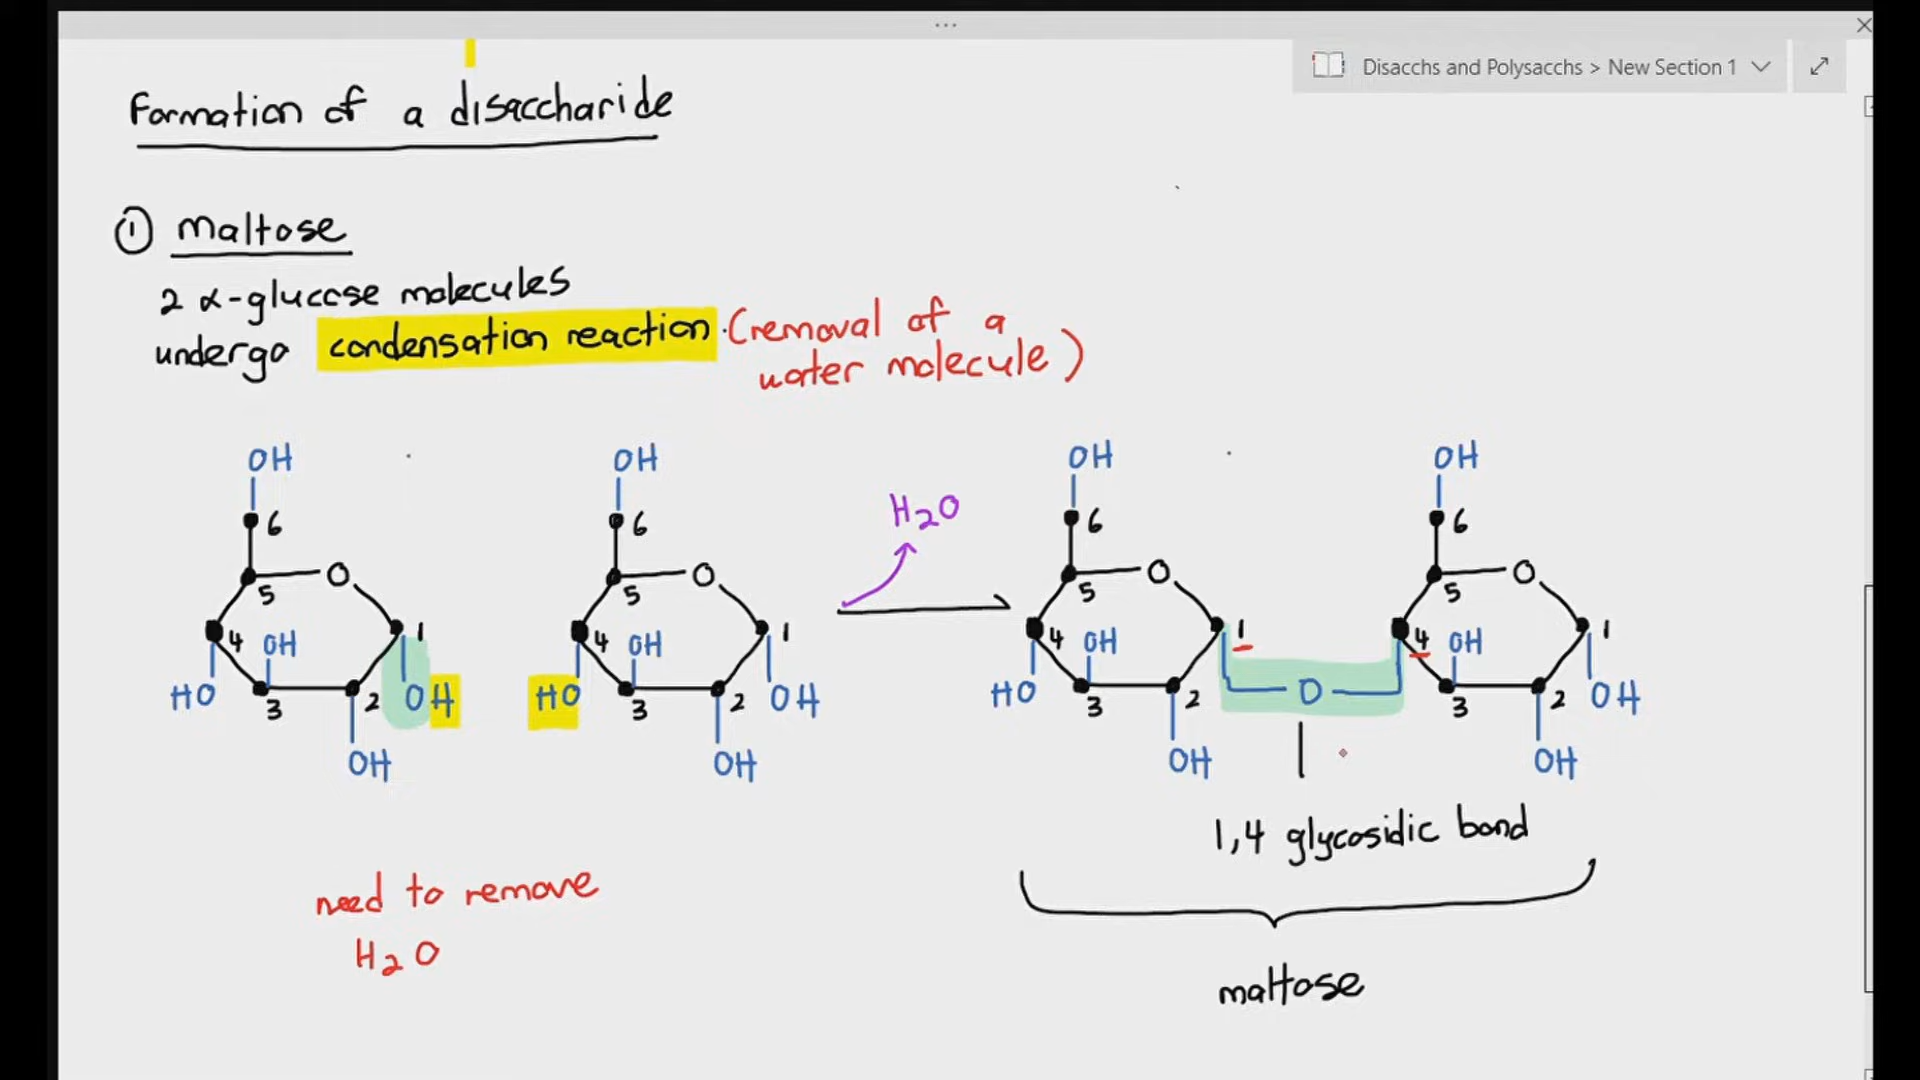 Disacchs and Polysacchs > New Section 1
Formation of a disaccharide
① Maltose
2 α-glucose molecules
undergo condensation reaction. (removal of a
water molecule)
OH OH OH OH
H2O
6 6 6 6
O O O O
5 5 5 5
4 OH 1 4 OH 1 4 OH 1 4 OH 1
HO 3 2 OH HO 3 2 OH HO 3 2 O 3 2 OH
OH OH OH OH
1,4 glycosidic bond
need to remove
H2O
maltose